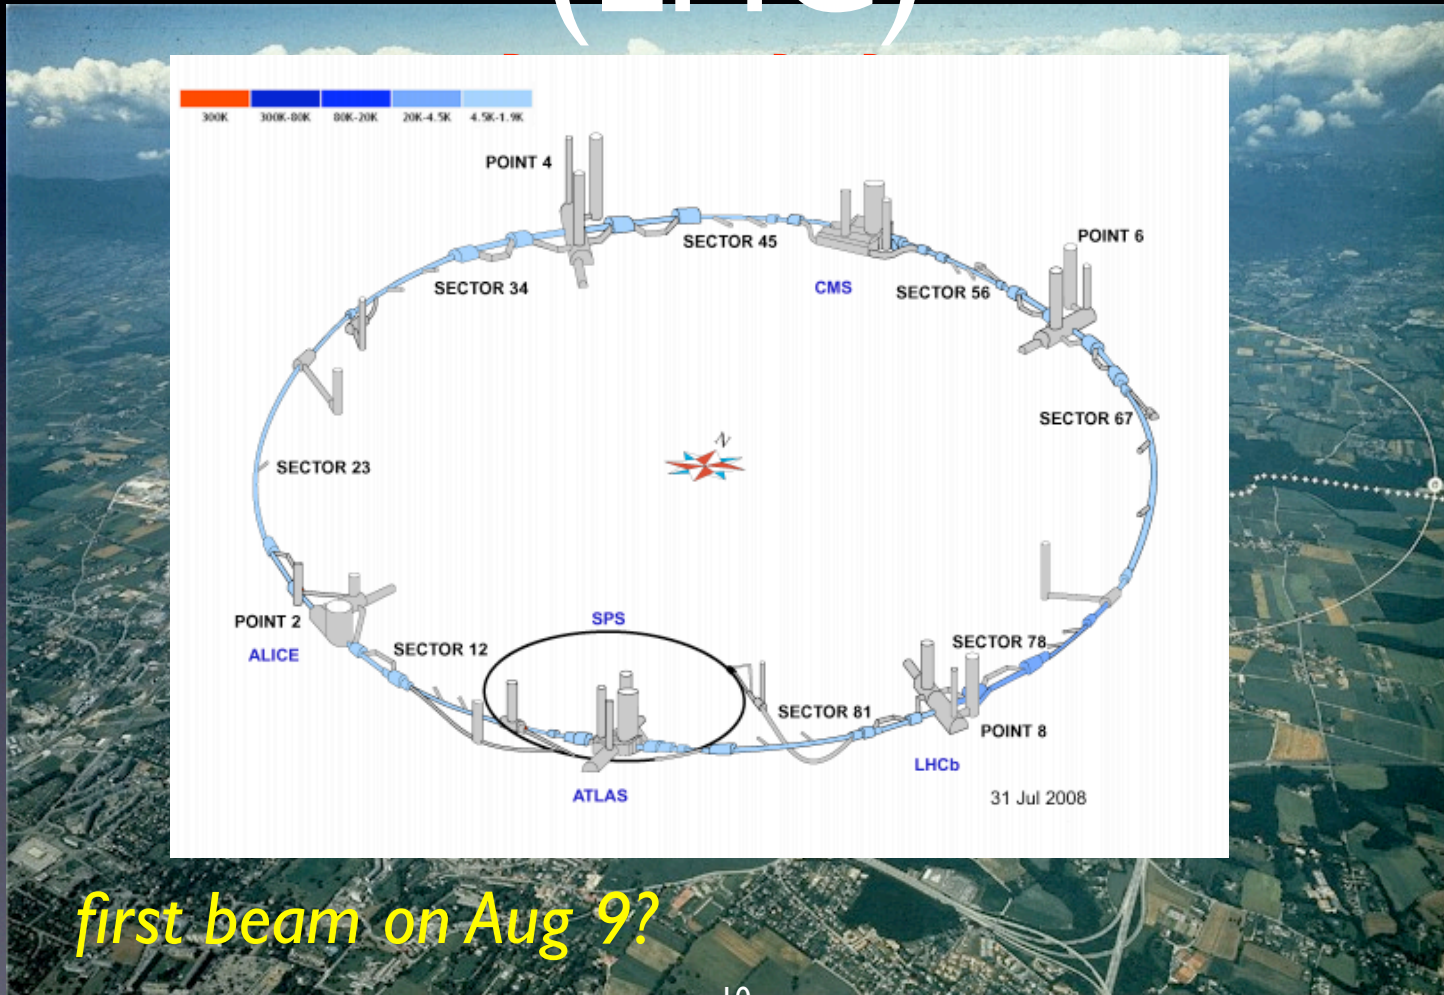 (LHC)
300K 300K-80K 80K-20K 20K-4.5K 4.5K-1.9K
POINT 4
POINT 6
SECTOR 45
CMS
SECTOR 56
SECTOR 34
SECTOR 67
N
SECTOR 23
POINT 2
ALICE
SPS
SECTOR 12
SECTOR 78
SECTOR 81
POINT 8
LHCb
ATLAS
31 Jul 2008
first beam on Aug 9?